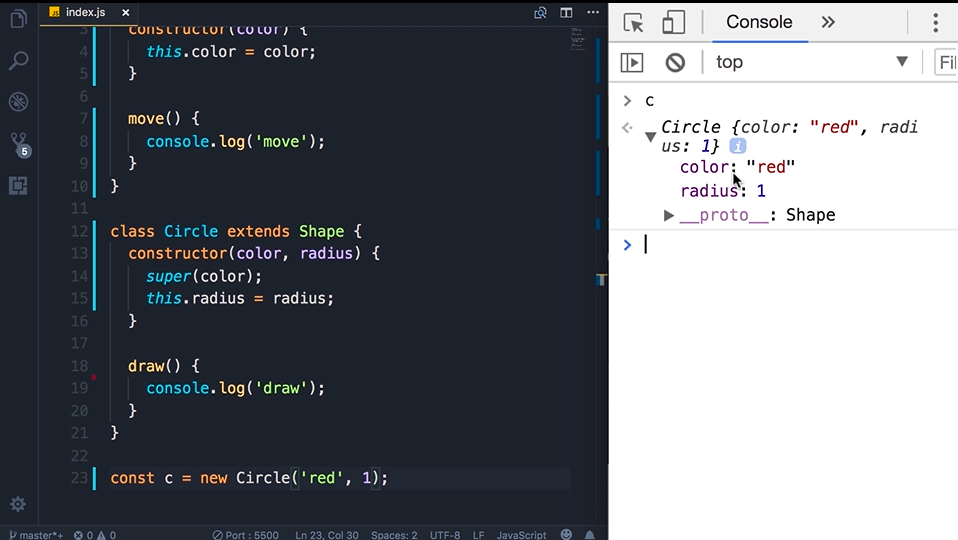 index.js ×
3 constructor(color) {
4 this.color = color;
5 }
6
7 move() {
8 console.log('move');
9 }
10 }
11
12 class Circle extends Shape {
13 constructor(color, radius) {
14 super(color);
15 this.radius = radius;
16 }
17
18 draw() {
19 console.log('draw');
20 }
21 }
22
23 const c = new Circle('red', 1);
5
master*+ 0 0 Port : 5500 Ln 23, Col 30 Spaces: 2 UTF-8 LF JavaScript
Console »
top ▼ Fil
> c
Circle {color: "red", radi
us: 1} i
color: "red"
radius: 1
▶ __proto__: Shape
>